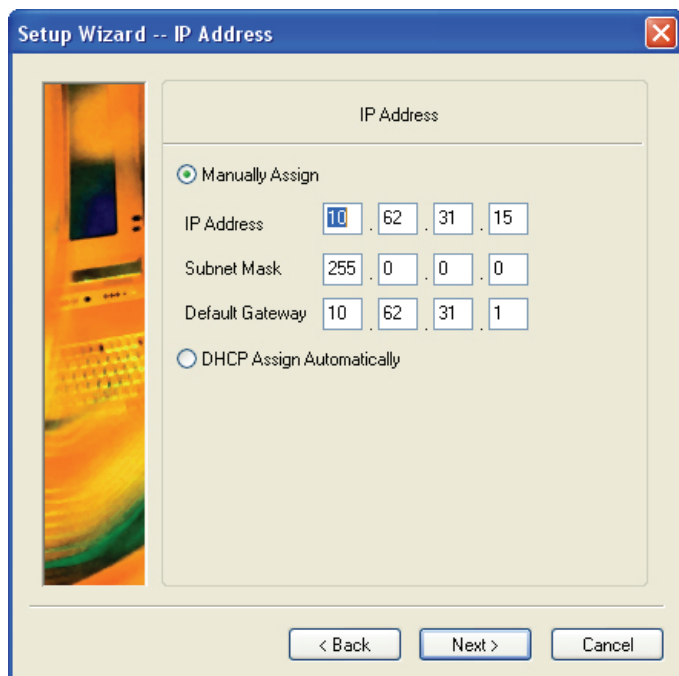 Setup Wizard -- IP Address
IP Address
Manually Assign
IP Address 10 . 62 . 31 . 15
Subnet Mask 255 . 0 . 0 . 0
Default Gateway 10 . 62 . 31 . 1
DHCP Assign Automatically
< Back Next > Cancel